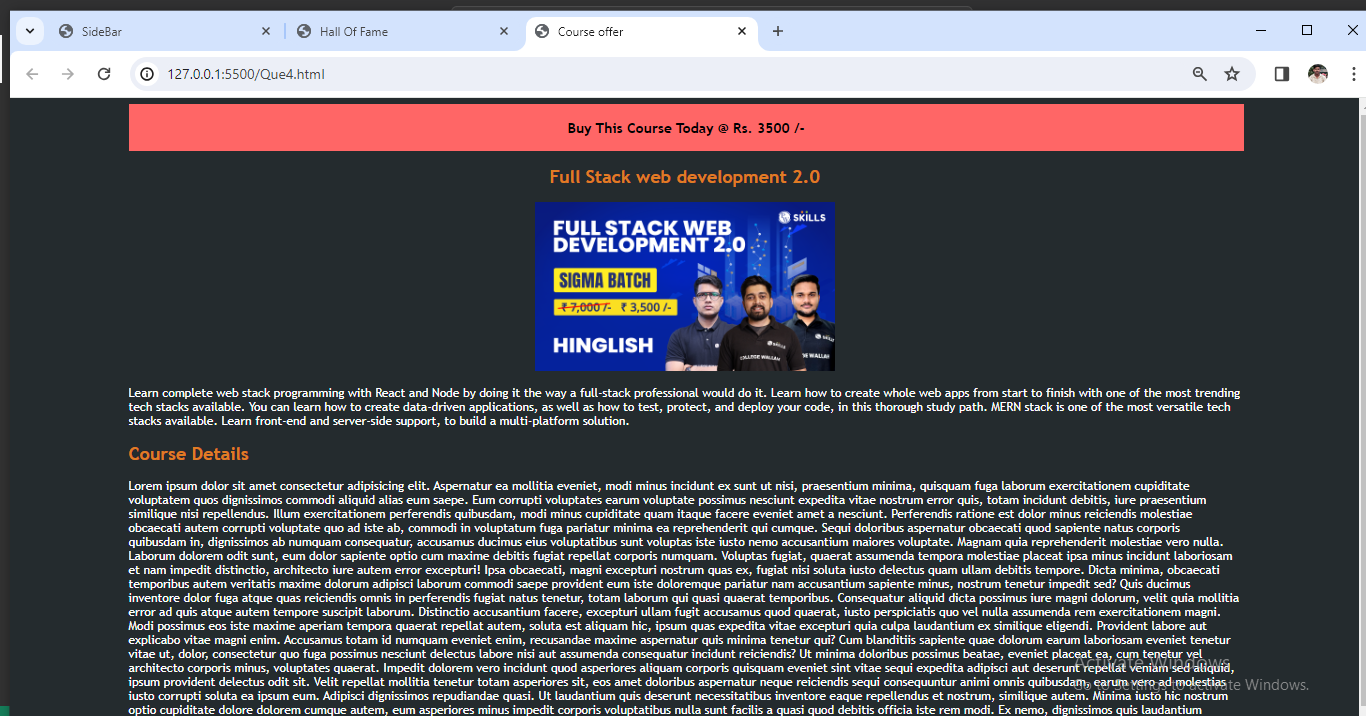 SideBar
Hall Of Fame
Course offer
127.0.0.1:5500/Que4.html
Buy This Course Today @ Rs. 3500 /-
Full Stack web development 2.0
SKILLS
FULL STACK WEB
DEVELOPMENT 2.0
SIGMA BATCH
₹ 7,000 /- ₹ 3,500 /-
HINGLISH
SKILLS
COLLEGE WALLAH
Learn complete web stack programming with React and Node by doing it the way a full-stack professional would do it. Learn how to create whole web apps from start to finish with one of the most trending
tech stacks available. You can learn how to create data-driven applications, as well as how to test, protect, and deploy your code, in this thorough study path. MERN stack is one of the most versatile tech
stacks available. Learn front-end and server-side support, to build a multi-platform solution.
Course Details
Lorem ipsum dolor sit amet consectetur adipisicing elit. Aspernatur ea mollitia eveniet, modi minus incidunt ex sunt ut nisi, praesentium minima, quisquam fuga laborum exercitationem cupiditate
voluptatem quos dignissimos commodi aliquid alias eum saepe. Eum corrupti voluptates earum voluptate possimus nesciunt expedita vitae nostrum error quis, totam incidunt debitis, iure praesentium
similique nisi repellendus. Illum exercitationem perferendis quibusdam, modi minus cupiditate quam itaque facere eveniet amet a nesciunt. Perferendis ratione est dolor minus reiciendis molestiae
obcaecati autem corrupti voluptate quo ad iste ab, commodi in voluptatum fuga pariatur minima ea reprehenderit qui cumque. Sequi doloribus aspernatur obcaecati quod sapiente natus corporis
quibusdam in, dignissimos ab numquam consequatur, accusamus ducimus eius voluptatibus sunt voluptas iste iusto nemo accusantium maiores voluptate. Magnam quia reprehenderit molestiae vero nulla.
Laborum dolorem odit sunt, eum dolor sapiente optio cum maxime debitis fugiat repellat corporis numquam. Voluptas fugiat, quaerat assumenda tempora molestiae placeat ipsa minus incidunt laboriosam
et nam impedit distinctio, architecto iure autem error excepturi! Ipsa obcaecati, magni excepturi nostrum quas ex, fugiat nisi soluta iusto delectus quam ullam debitis tempore. Dicta minima, obcaecati
temporibus autem veritatis maxime dolorum adipisci laborum commodi saepe provident eum iste doloremque pariatur nam accusantium sapiente minus, nostrum tenetur impedit sed? Quis ducimus
inventore dolor fuga atque quas reiciendis omnis in perferendis fugiat natus tenetur, totam laborum qui quasi quaerat temporibus. Consequatur aliquid dicta possimus iure magni dolorum, velit quia mollitia
error ad quis atque autem tempore suscipit laborum. Distinctio accusantium facere, excepturi ullam fugit accusamus quod quaerat, iusto perspiciatis quo vel nulla assumenda rem exercitationem magni.
Modi possimus eos iste maxime aperiam tempora quaerat repellat autem, soluta est aliquam hic, ipsum quas expedita vitae excepturi quia culpa laudantium ex similique eligendi. Provident labore aut
explicabo vitae magni enim. Accusamus totam id numquam eveniet enim, recusandae maxime aspernatur quis minima tenetur qui? Cum blanditiis sapiente quae dolorum earum laboriosam eveniet tenetur
vitae ut, dolor, consectetur quo fuga possimus nesciunt delectus labore nisi aut assumenda consequatur incidunt reiciendis? Ut minima doloribus possimus beatae, eveniet placeat ea, cum tenetur vel
architecto corporis minus, voluptates quaerat. Impedit dolorem vero incidunt quod asperiores aliquam corporis quisquam eveniet sint vitae sequi expedita adipisci aut deserunt repellat veniam sed aliquid,
ipsum provident delectus odit sit. Velit repellat mollitia tenetur totam asperiores sit, eos amet doloribus aspernatur neque reiciendis sequi consequuntur animi omnis quibusdam, earum vero ad molestias
iusto corrupti soluta ea ipsum eum. Adipisci dignissimos repudiandae quasi. Ut laudantium quis deserunt necessitatibus inventore eaque repellendus et nostrum, similique autem. Minima iusto hic nostrum
optio cupiditate dolore dolorem cumque autem, eum asperiores minus impedit corporis voluptatibus nulla sunt facilis a quasi quod debitis officia iste rem modi. Ex nemo, dignissimos quis laudantium
Activate Windows
Go to Settings to activate Windows.